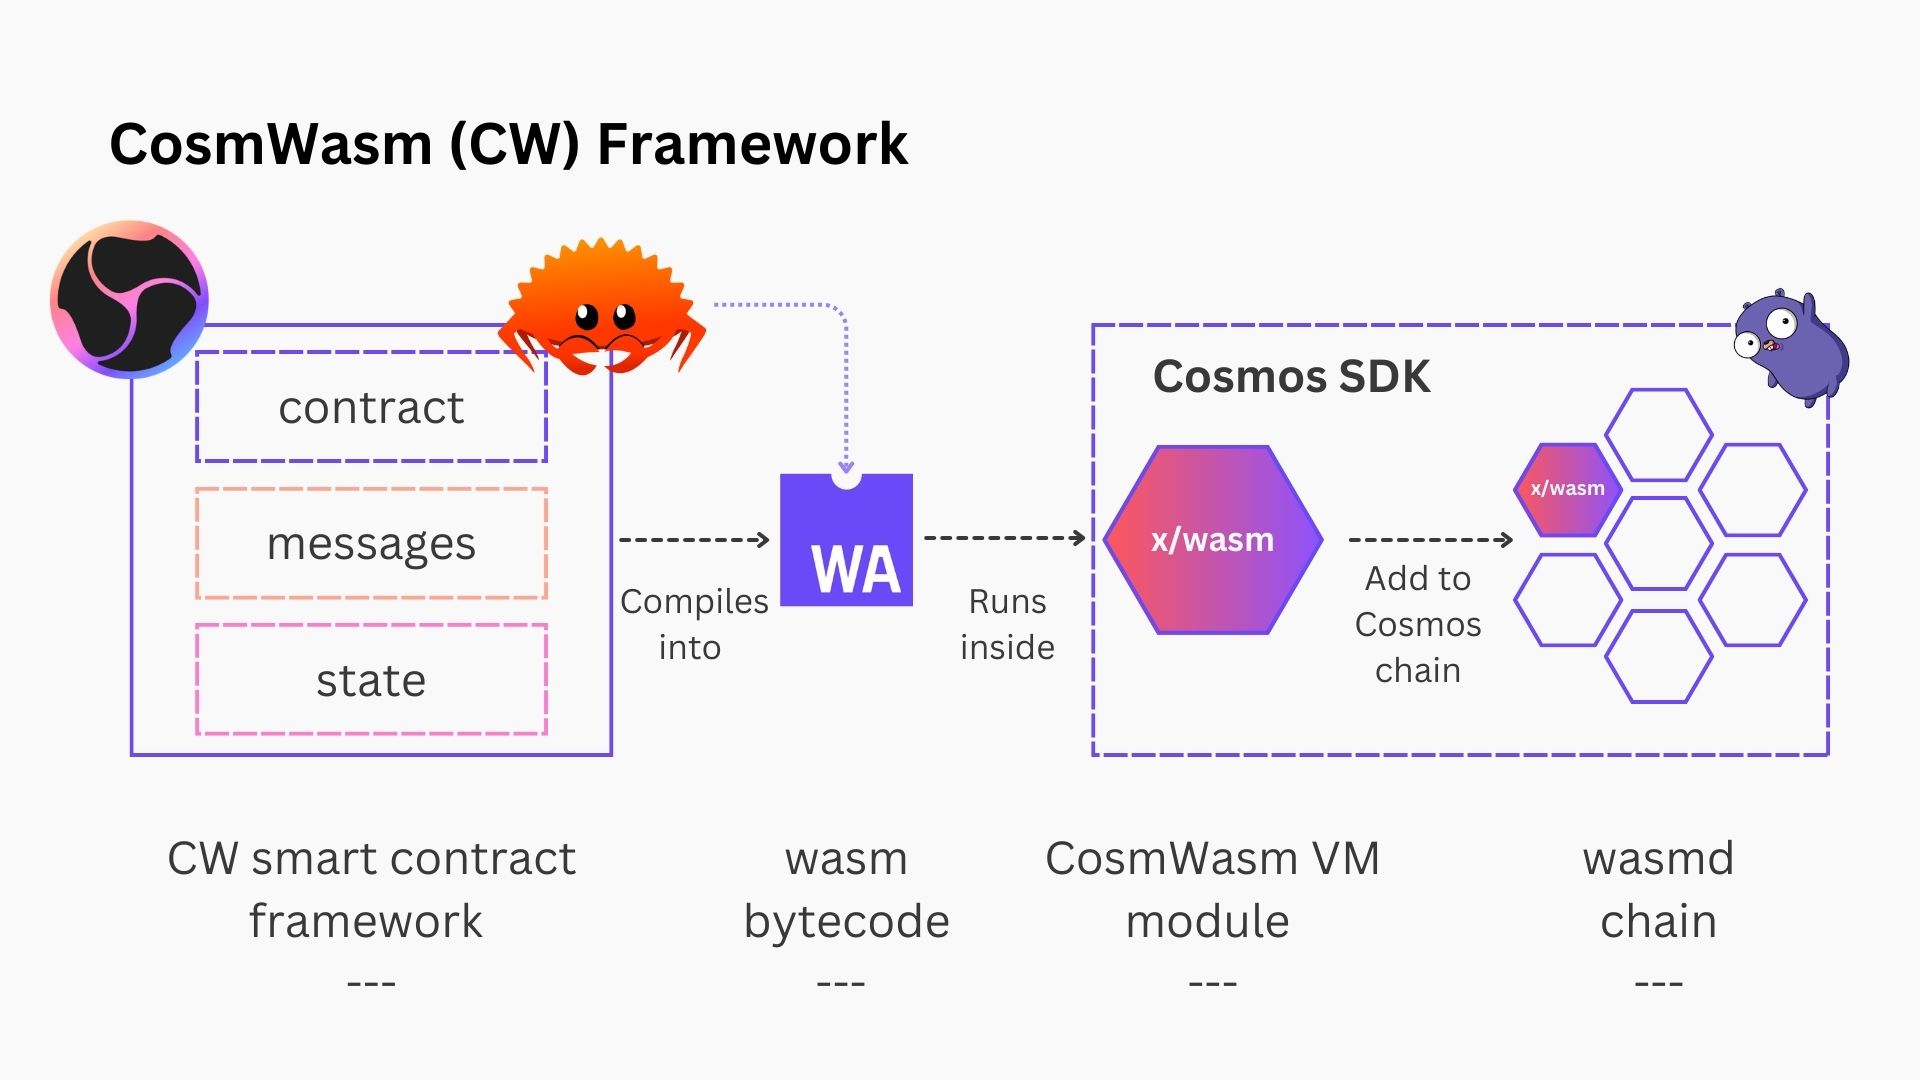 CosmWasm (CW) Framework
contract
messages
state
Compiles
into
WA
Runs
inside
Cosmos SDK
x/wasm
Add to
Cosmos
chain
x/wasm
CW smart contract
framework
---
wasm
bytecode
---
CosmWasm VM
module
---
wasmd
chain
---